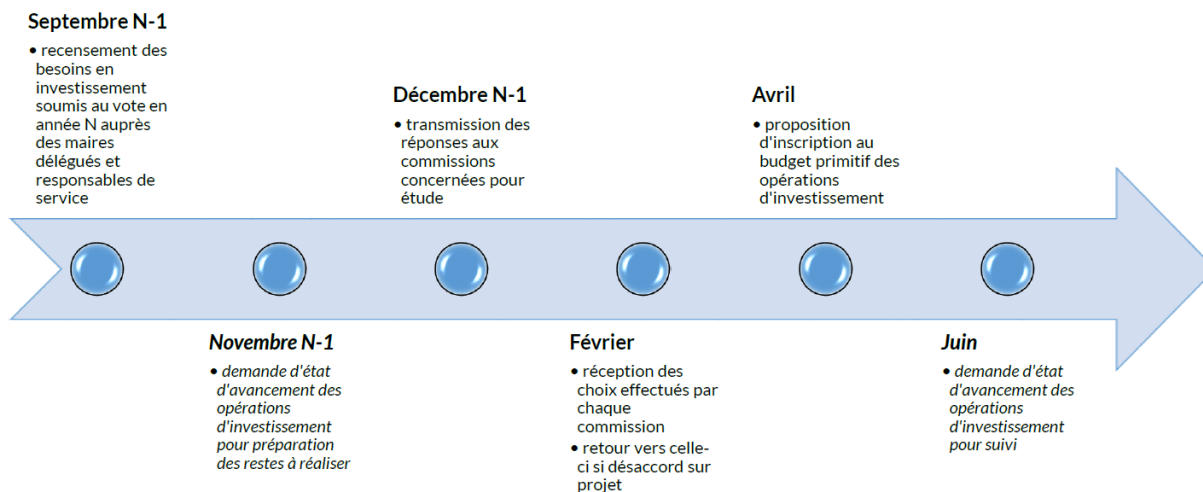 Septembre N-1
• recensement des
besoins en
investissement
soumis au vote en
année N auprès
des maires
délégués et
responsables de
service
Novembre N-1
• demande d'état
d'avancement des
opérations
d'investissement
pour préparation
des restes à réaliser
Décembre N-1
• transmission des
réponses aux
commissions
concernées pour
étude
Février
• réception des
choix effectués par
chaque
commission
• retour vers celle-
ci si désaccord sur
projet
Avril
• proposition
d'inscription au
budget primitif des
opérations
d'investissement
Juin
• demande d'état
d'avancement des
opérations
d'investissement
pour suivi